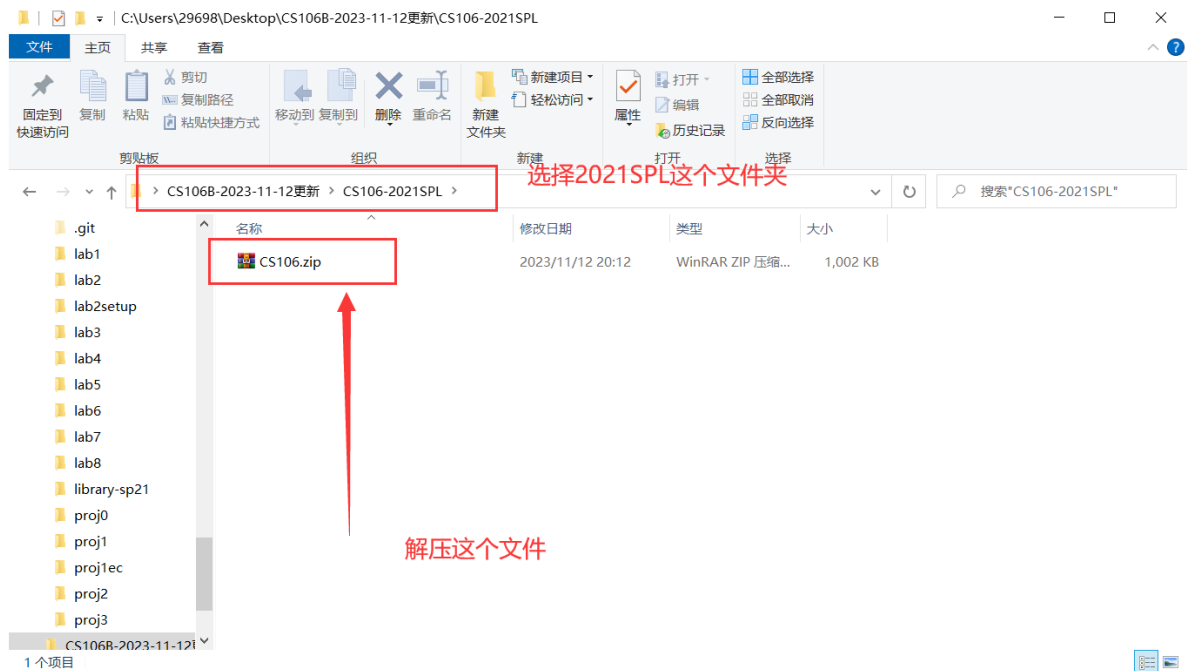 C:\Users\29698\Desktop\CS106B-2023-11-12更新\CS106-2021SPL
文件 主页 共享 查看
固定到快速访问
复制
粘贴
剪切
复制路径
粘贴快捷方式
剪贴板
移动到
复制到
删除
重命名
组织
新建文件夹
新建项目
轻松访问
新建
属性
打开
编辑
历史记录
打开
全部选择
全部取消
反向选择
选择
选择2021SPL这个文件夹
CS106B-2023-11-12更新 CS106-2021SPL
搜索"CS106-2021SPL"
名称 修改日期 类型 大小
CS106.zip 2023/11/12 20:12 WinRAR ZIP 压缩... 1,002 KB
.git
lab1
lab2
lab2setup
lab3
lab4
lab5
lab6
lab7
lab8
library-sp21
proj0
proj1
proj1ec
proj2
proj3
CS106B-2023-11-12
解压这个文件
1 个项目